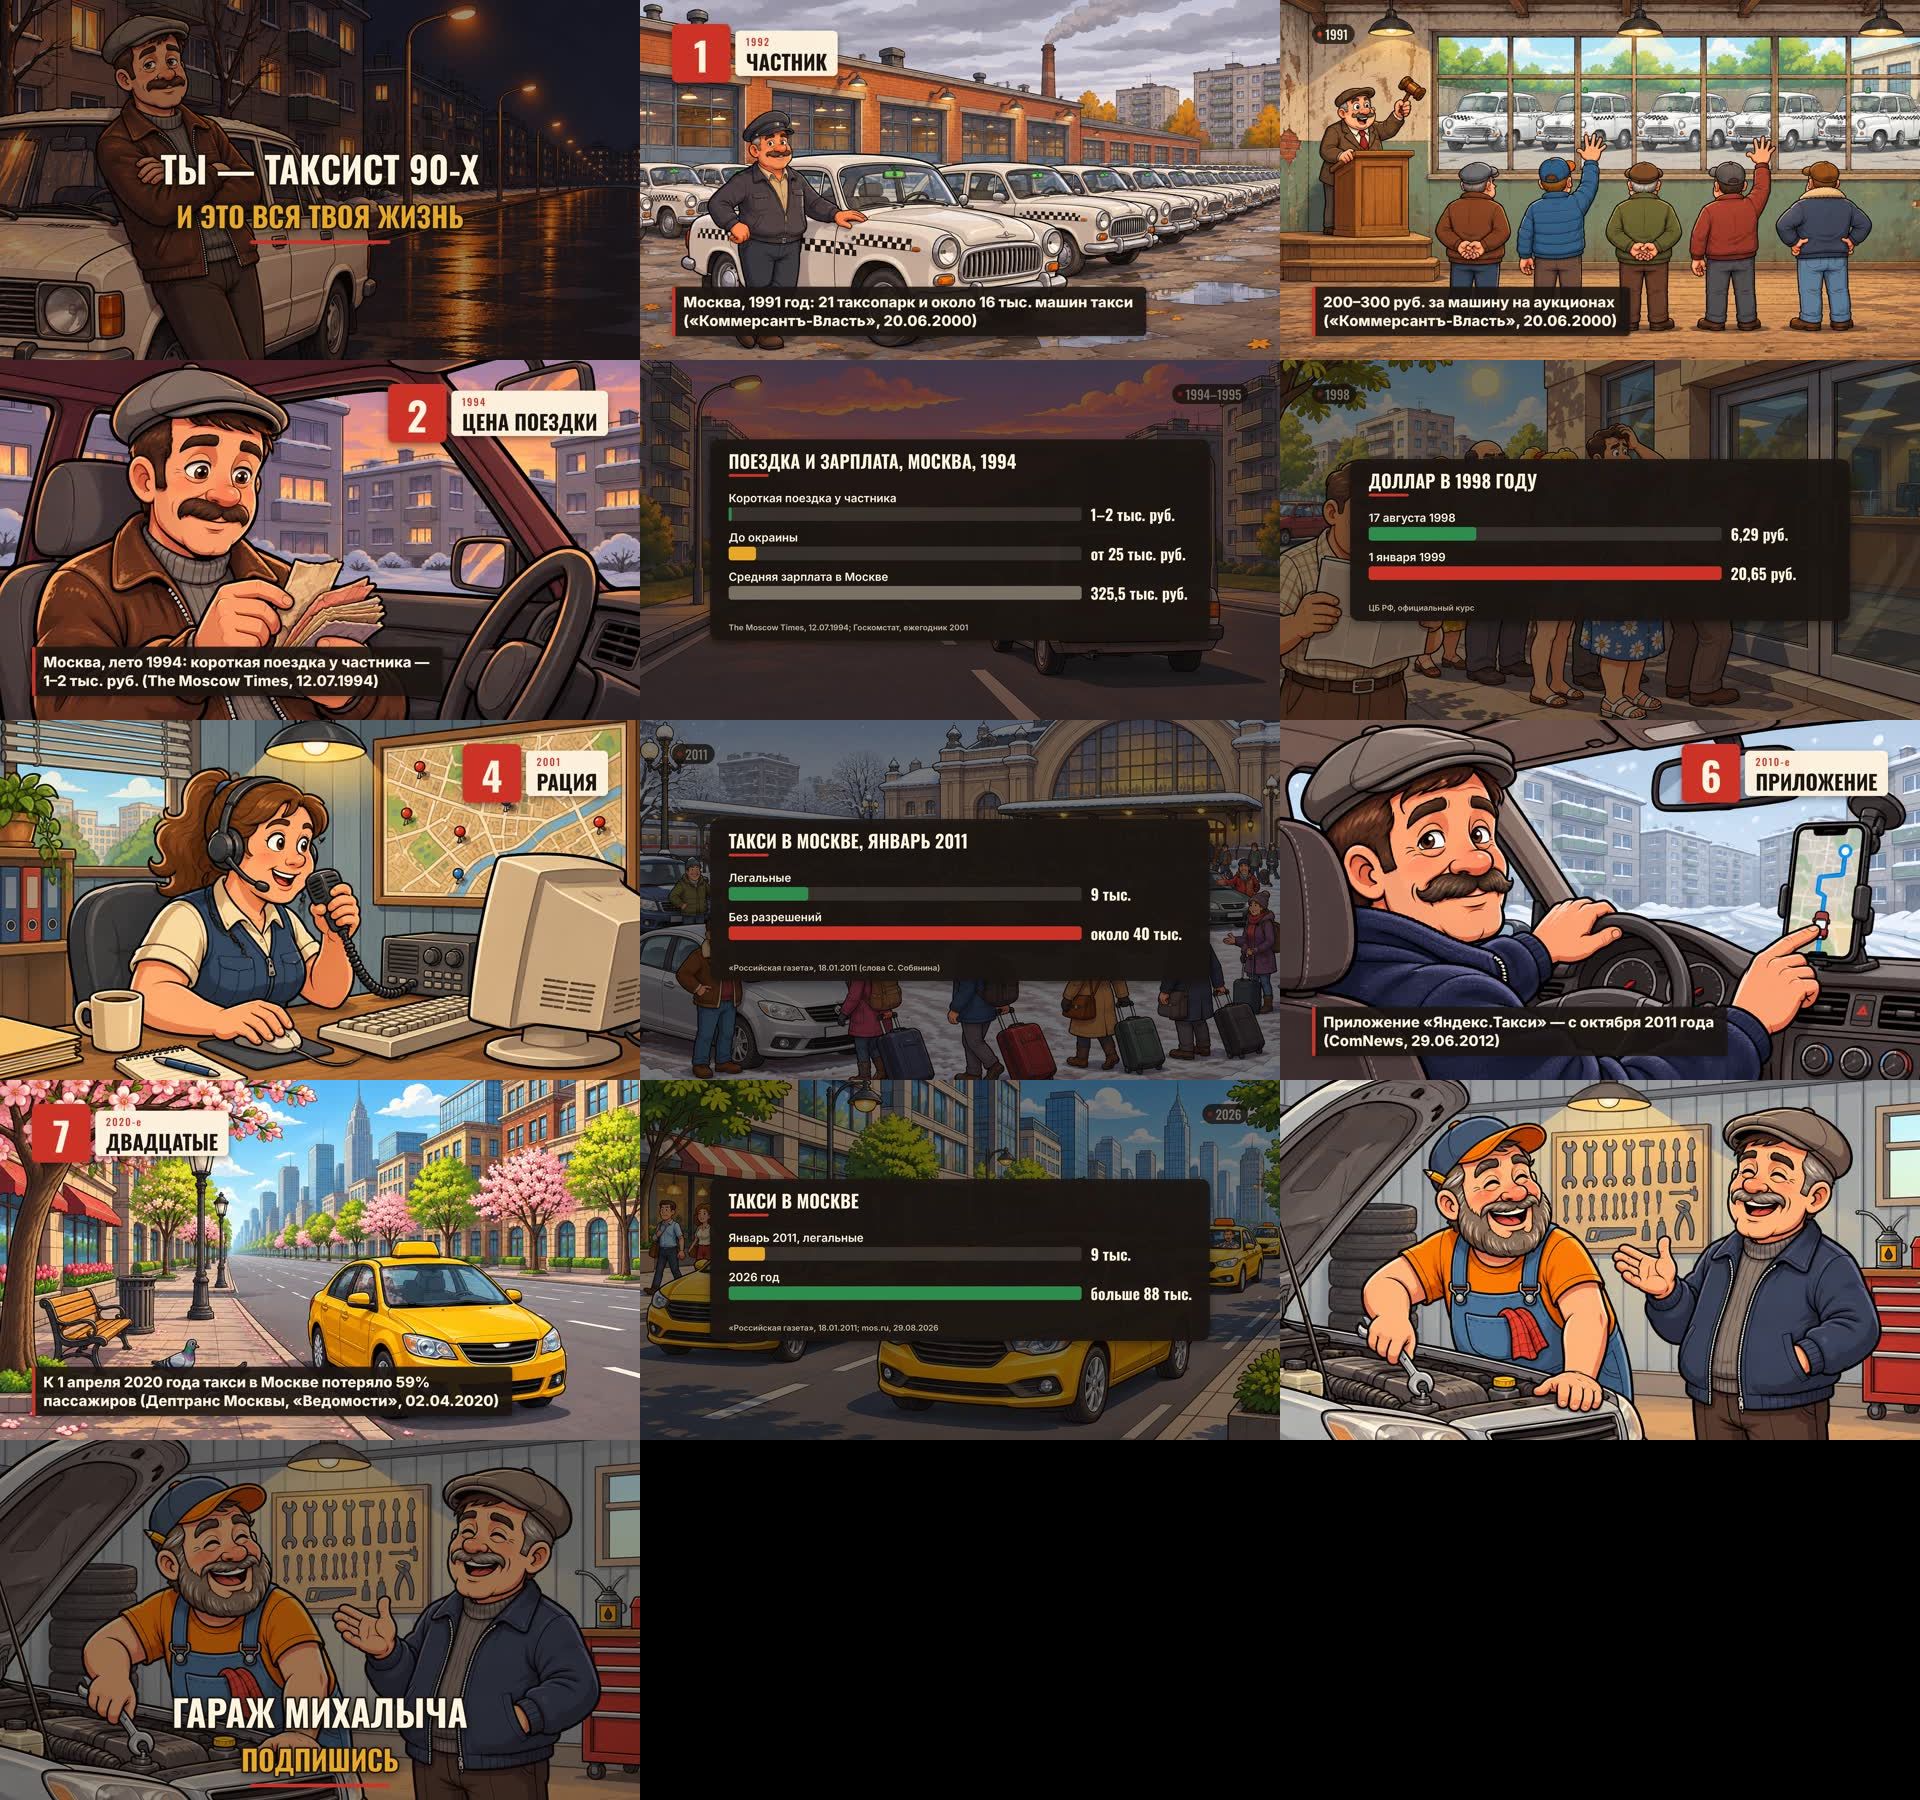 ТЫ — ТАКСИСТ 90-Х
И ЭТО ВСЯ ТВОЯ ЖИЗНЬ
1
1992
ЧАСТНИК
Москва, 1991 год: 21 таксопарк и около 16 тыс. машин такси
(«Коммерсантъ-Власть», 20.06.2000)
1991
200–300 руб. за машину на аукционах
(«Коммерсантъ-Власть», 20.06.2000)
2
1994
ЦЕНА ПОЕЗДКИ
Москва, лето 1994: короткая поездка у частника —
1–2 тыс. руб. (The Moscow Times, 12.07.1994)
1994–1995
ПОЕЗДКА И ЗАРПЛАТА, МОСКВА, 1994
Короткая поездка у частника
1–2 тыс. руб.
До окраины
от 25 тыс. руб.
Средняя зарплата в Москве
325,5 тыс. руб.
The Moscow Times, 12.07.1994; Госкомстат, ежегодник 2001
1998
ДОЛЛАР В 1998 ГОДУ
17 августа 1998
6,29 руб.
1 января 1999
20,65 руб.
ЦБ РФ, официальный курс
4
2001
РАЦИЯ
2011
ТАКСИ В МОСКВЕ, ЯНВАРЬ 2011
Легальные
9 тыс.
Без разрешений
около 40 тыс.
«Российская газета», 18.01.2011 (слова С. Собянина)
6
2010-е
ПРИЛОЖЕНИЕ
Приложение «Яндекс.Такси» — с октября 2011 года
(ComNews, 29.06.2012)
7
2020-е
ДВАДЦАТЫЕ
К 1 апреля 2020 года такси в Москве потеряло 59%
пассажиров (Дептранс Москвы, «Ведомости», 02.04.2020)
2026
ТАКСИ В МОСКВЕ
Январь 2011, легальные
9 тыс.
2026 год
больше 88 тыс.
«Российская газета», 18.01.2011; mos.ru, 29.08.2026
ГАРАЖ МИХАЛЫЧА
ПОДПИШИСЬ